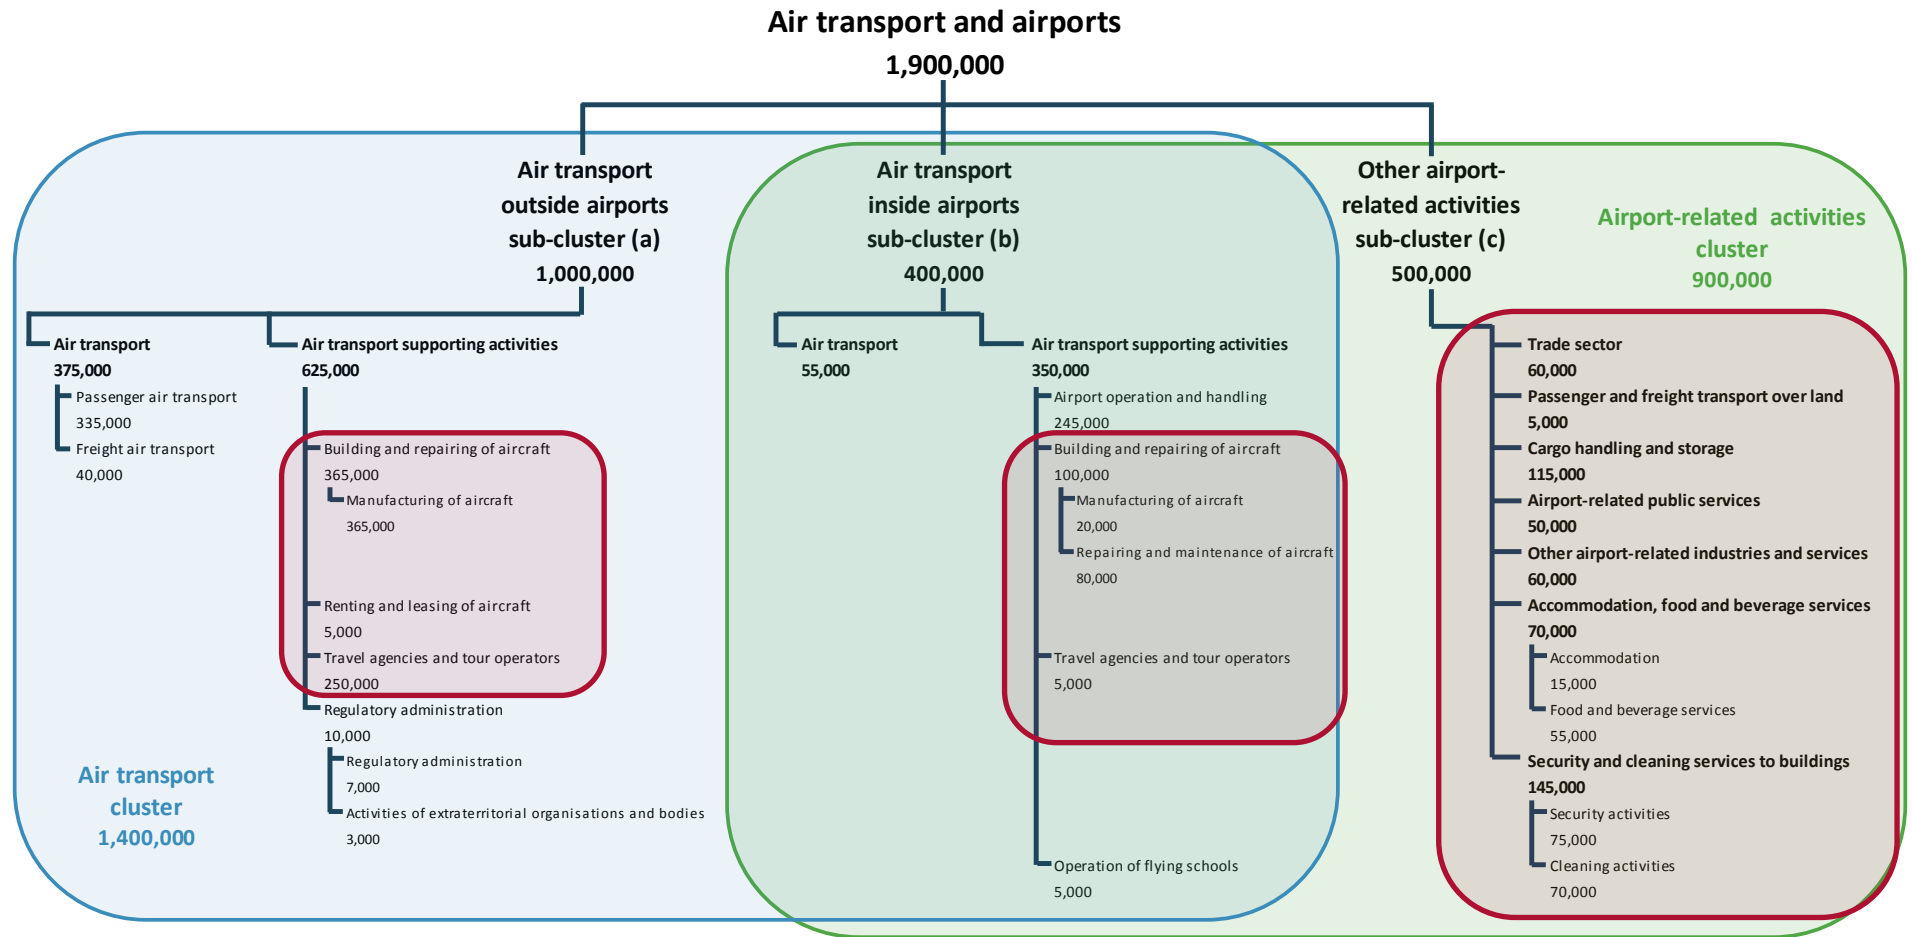 Air transport and airports
1,900,000
Air transport
outside airports
sub-cluster (a)
1,000,000
Air transport
inside airports
sub-cluster (b)
400,000
Other airport-
related activities
sub-cluster (c)
500,000
Airport-related activities
cluster
900,000
Air transport
375,000
Passenger air transport
335,000
Freight air transport
40,000
Air transport supporting activities
625,000
Building and repairing of aircraft
365,000
Manufacturing of aircraft
365,000
Renting and leasing of aircraft
5,000
Travel agencies and tour operators
250,000
Regulatory administration
10,000
Regulatory administration
7,000
Activities of extraterritorial organisations and bodies
3,000
Air transport
cluster
1,400,000
Air transport
55,000
Air transport supporting activities
350,000
Airport operation and handling
245,000
Building and repairing of aircraft
100,000
Manufacturing of aircraft
20,000
Repairing and maintenance of aircraft
80,000
Travel agencies and tour operators
5,000
Operation of flying schools
5,000
Trade sector
60,000
Passenger and freight transport over land
5,000
Cargo handling and storage
115,000
Airport-related public services
50,000
Other airport-related industries and services
60,000
Accommodation, food and beverage services
70,000
Accommodation
15,000
Food and beverage services
55,000
Security and cleaning services to buildings
145,000
Security activities
75,000
Cleaning activities
70,000